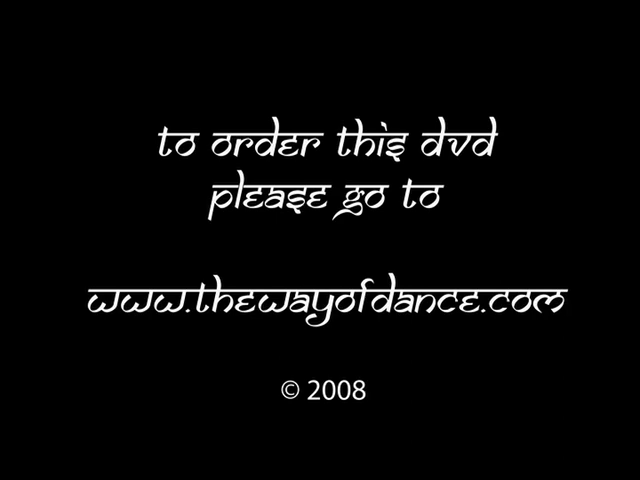 to order this dvd
please go to
www.thewayofdance.com
© 2008